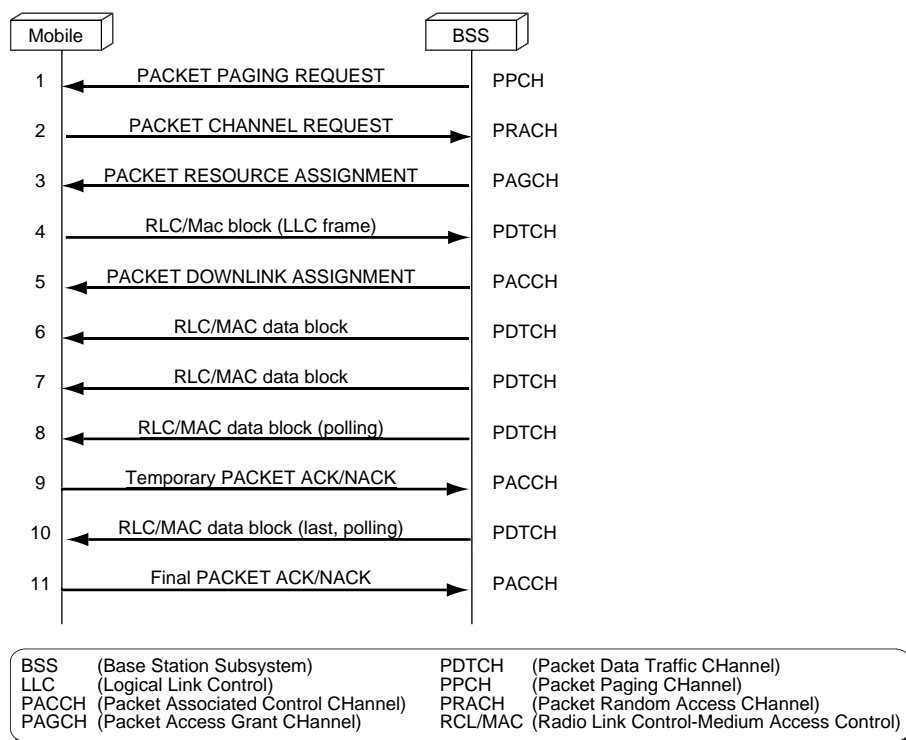 Mobile BSS
1 PACKET PAGING REQUEST PPCH
2 PACKET CHANNEL REQUEST PRACH
3 PACKET RESOURCE ASSIGNMENT PAGCH
4 RLC/Mac block (LLC frame) PDTCH
5 PACKET DOWNLINK ASSIGNMENT PACCH
6 RLC/MAC data block PDTCH
7 RLC/MAC data block PDTCH
8 RLC/MAC data block (polling) PDTCH
9 Temporary PACKET ACK/NACK PACCH
10 RLC/MAC data block (last, polling) PDTCH
11 Final PACKET ACK/NACK PACCH
BSS (Base Station Subsystem) PDTCH (Packet Data Traffic CHannel)
LLC (Logical Link Control) PPCH (Packet Paging CHannel)
PACCH (Packet Associated Control CHannel) PRACH (Packet Random Access CHannel)
PAGCH (Packet Access Grant CHannel) RCL/MAC (Radio Link Control-Medium Access Control)